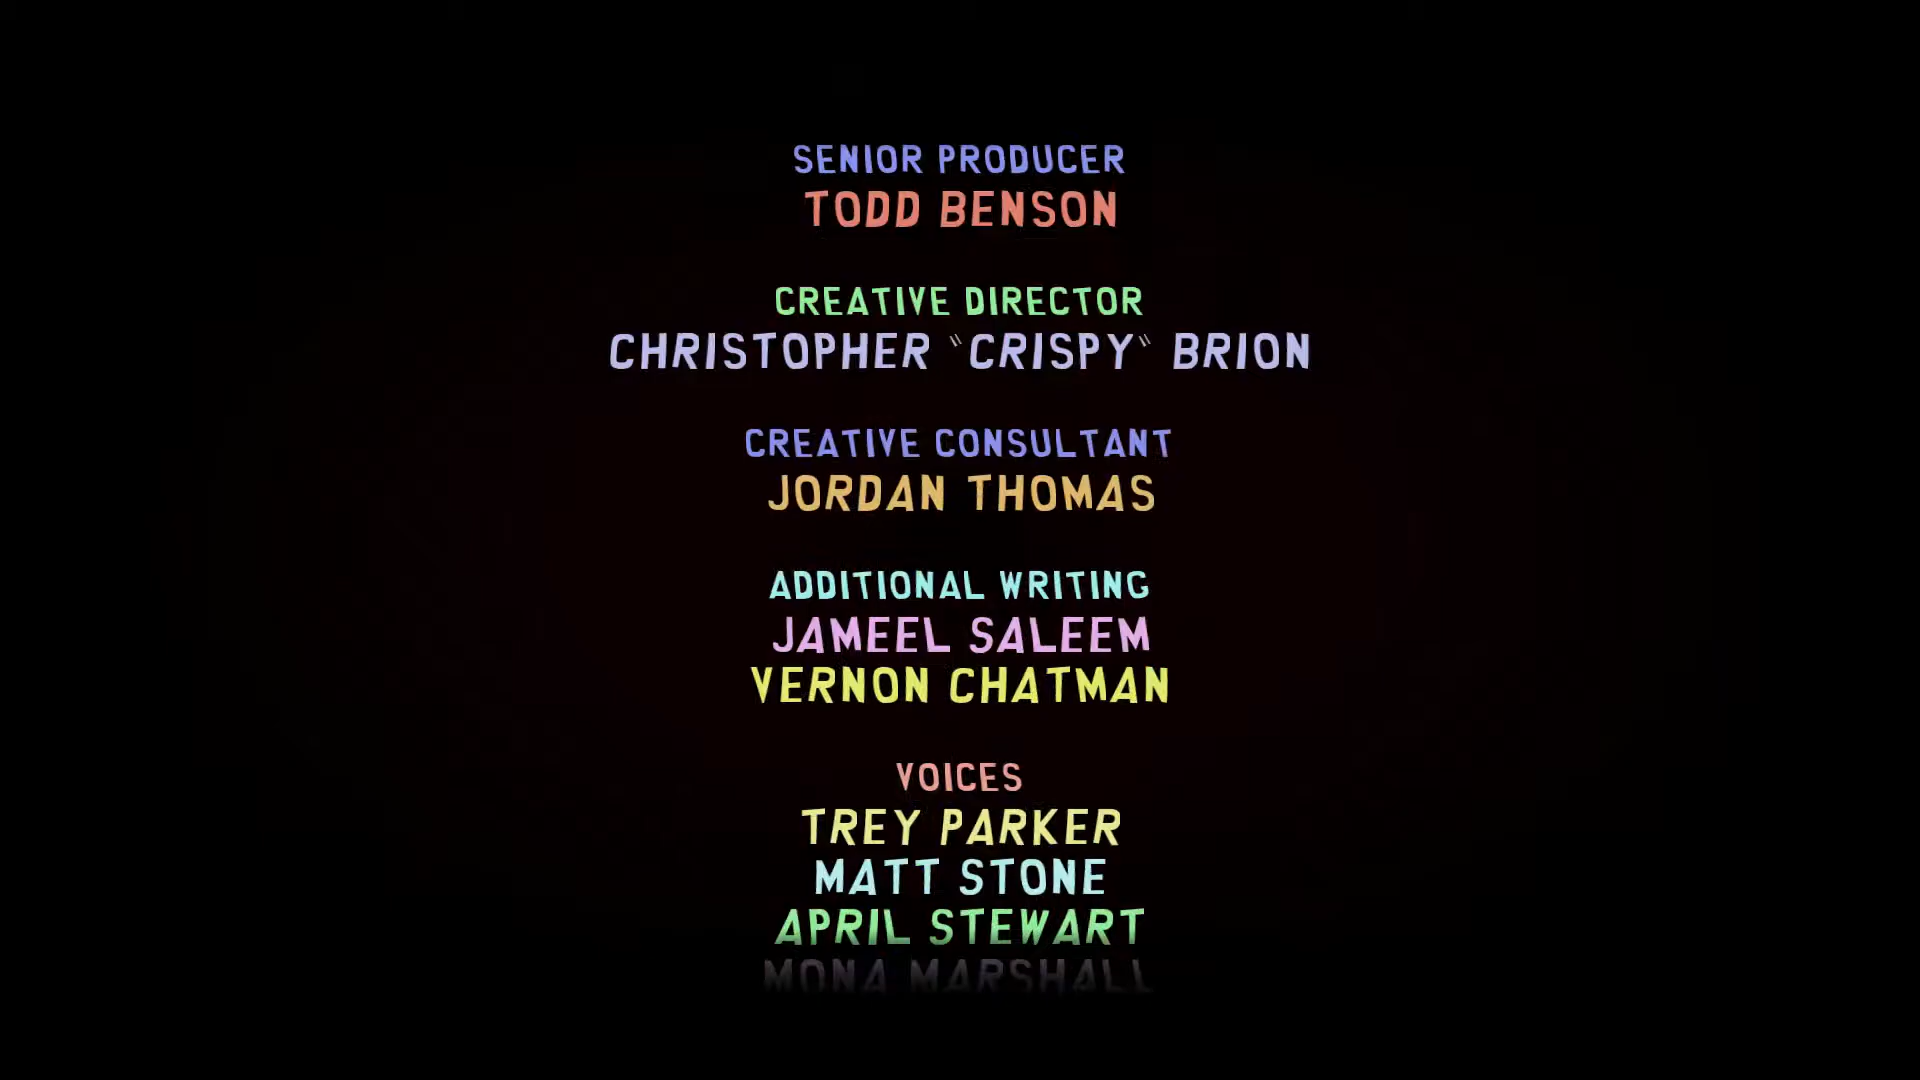 SENIOR PRODUCER
TODD BENSON
CREATIVE DIRECTOR
CHRISTOPHER "CRISPY" BRION
CREATIVE CONSULTANT
JORDAN THOMAS
ADDITIONAL WRITING
JAMEEL SALEEM
VERNON CHATMAN
VOICES
TREY PARKER
MATT STONE
APRIL STEWART
MONA MARSHALL